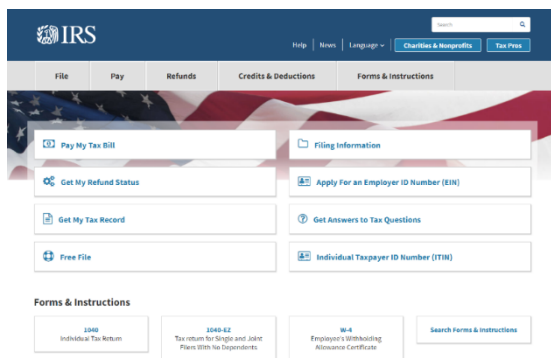 IRS
Search
Help
News
Language
Charities & Nonprofits
Tax Pros
File
Pay
Refunds
Credits & Deductions
Forms & Instructions
Pay My Tax Bill
Filing Information
Get My Refund Status
Apply For an Employer ID Number (EIN)
Get My Tax Record
Get Answers to Tax Questions
Free File
Individual Taxpayer ID Number (ITIN)
Forms & Instructions
1040
Individual Tax Return
1040-EZ
Tax return for Single and Joint
Filers With No Dependents
W-4
Employee's Withholding
Allowance Certificate
Search Forms & Instructions